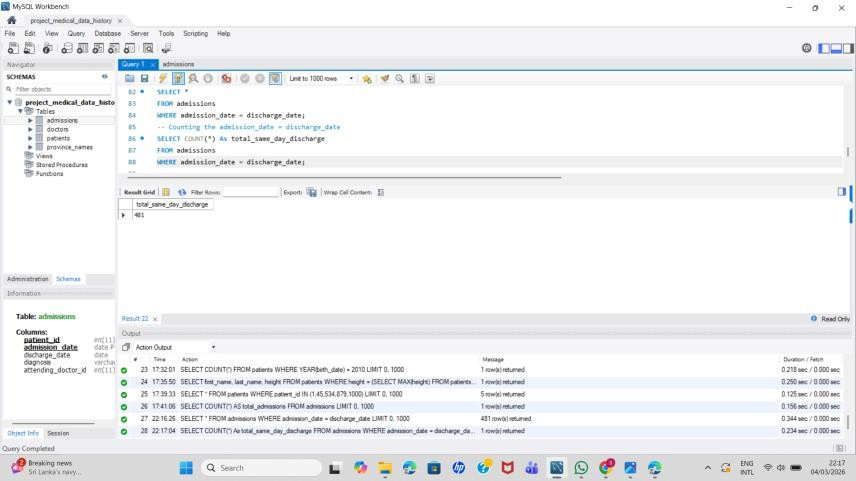 MySQL Workbench
project_medical_data_history ×
File Edit View Query Database Server Tools Scripting Help
Navigator
SCHEMAS
Filter objects
project_medical_data_histo
Tables
admissions
doctors
patients
province_names
Views
Stored Procedures
Functions
Administration Schemas
Information
Table: admissions
Columns:
patient_id int(11)
admission_date date P
discharge_date date
diagnosis varchar
attending_doctor_id int(11)
Object Info Session
Query 1 × admissions
Limit to 1000 rows
82 SELECT *
83 FROM admissions
84 WHERE admission_date = discharge_date;
85 -- Counting the admission_date = discharge_date
86 SELECT COUNT(*) As total_same_day_discharge
87 FROM admissions
88 WHERE admission_date = discharge_date;
Result Grid Filter Rows: Export: Wrap Cell Content:
total_same_day_discharge
481
Result 22 × Read Only
Output
Action Output
# Time Action Message Duration / Fetch
23 17:32:01 SELECT COUNT(*) FROM patients WHERE YEAR(birth_date) = 2010 LIMIT 0, 1000 1 row(s) returned 0.218 sec / 0.000 sec
24 17:35:50 SELECT first_name, last_name, height FROM patients WHERE height = (SELECT MAX(height) FROM patients... 1 row(s) returned 0.250 sec / 0.000 sec
25 17:39:33 SELECT * FROM patients WHERE patient_id IN (1,45,534,879,1000) LIMIT 0, 1000 5 row(s) returned 0.125 sec / 0.000 sec
26 17:41:06 SELECT COUNT(*) AS total_admissions FROM admissions LIMIT 0, 1000 1 row(s) returned 0.156 sec / 0.000 sec
27 22:16:26 SELECT * FROM admissions WHERE admission_date = discharge_date LIMIT 0, 1000 481 row(s) returned 0.344 sec / 0.000 sec
28 22:17:04 SELECT COUNT(*) As total_same_day_discharge FROM admissions WHERE admission_date = discharge_da... 1 row(s) returned 0.234 sec / 0.000 sec
Query Completed
2 Breaking news
Sri Lanka's navy...
Search
ENG
INTL
22:17
04/03/2026